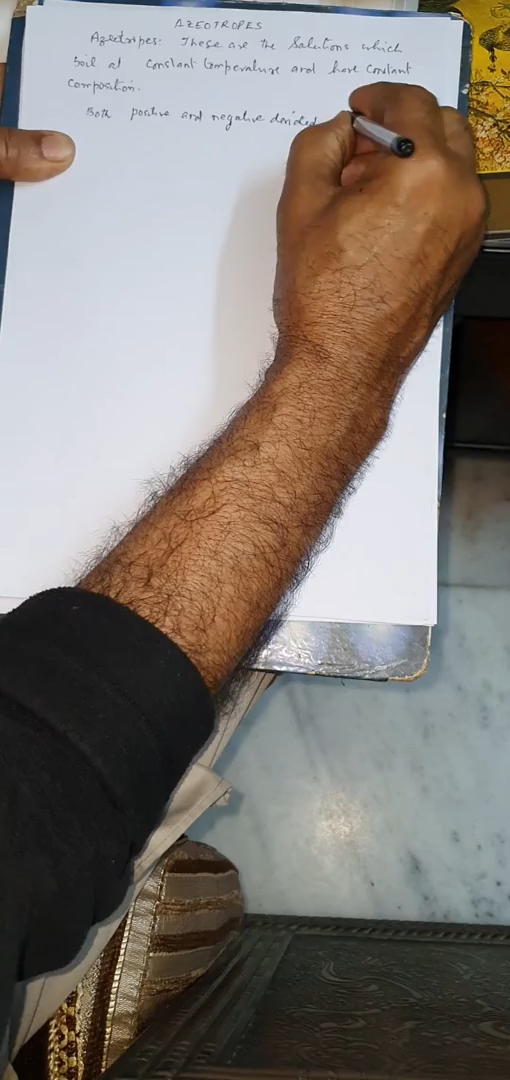 AZEOTROPES
Azeotropes: These are the Solutions which
boil at constant temperature and have constant
composition.
Both positive and negative